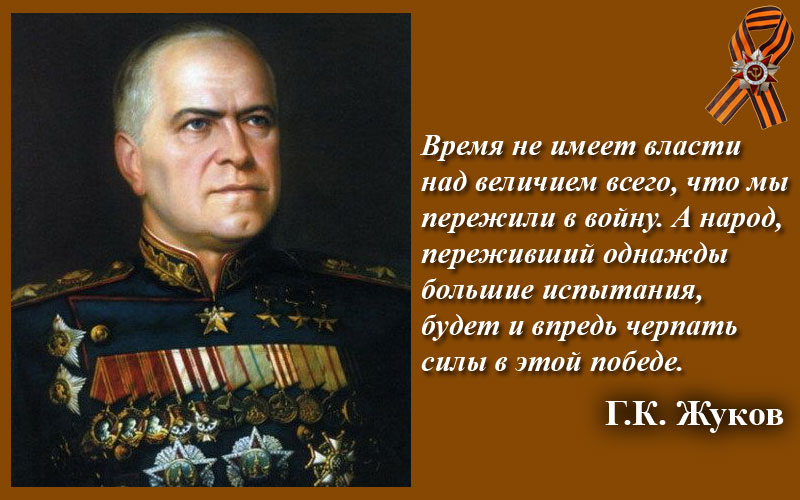 Время не имеет власти
над величием всего, что мы
пережили в войну. А народ,
переживший однажды
большие испытания,
будет и впредь черпать
силы в этой победе.
Г.К. Жуков